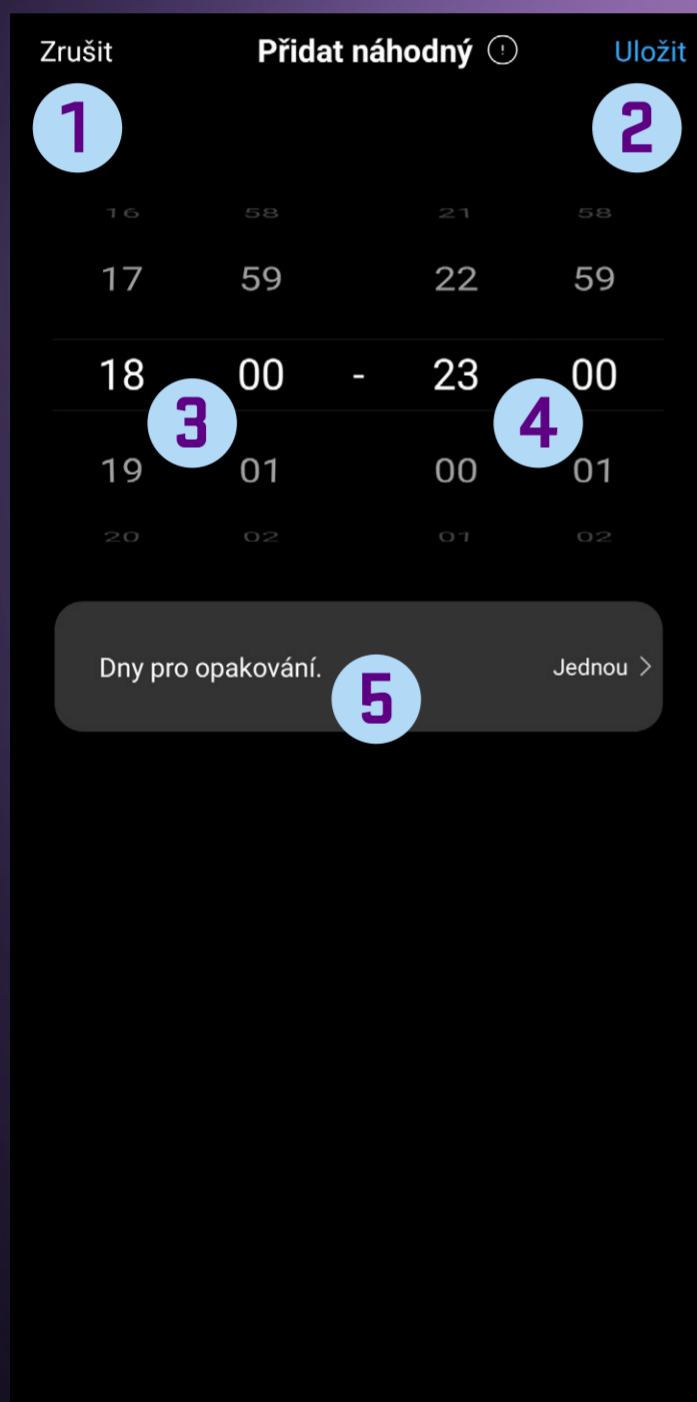 Zrušit Přidat náhodný Uložit
1 2
16 58 21 58
17 59 22 59
18 00 - 23 00
3 4
19 01 00 01
20 02 01 02
Dny pro opakování. Jednou >
5